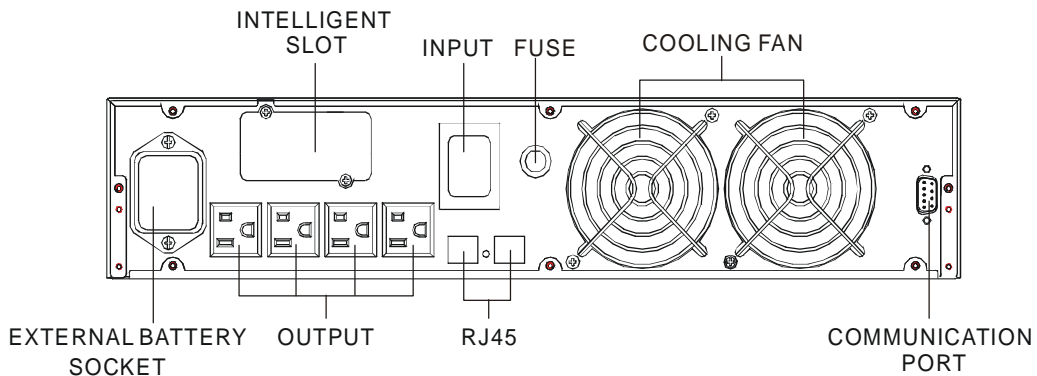 INTELLIGENT
SLOT
INPUT
FUSE
COOLING FAN
EXTERNAL BATTERY
SOCKET
OUTPUT
RJ45
COMMUNICATION
PORT